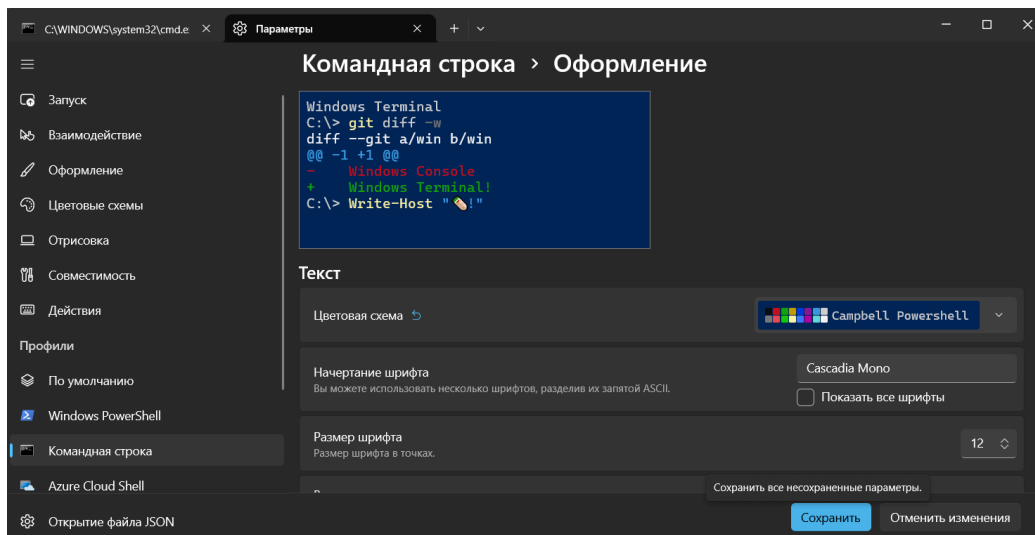 C:\WINDOWS\system32\cmd.e
Параметры
Командная строка > Оформление
Запуск
Взаимодействие
Оформление
Цветовые схемы
Отрисовка
Совместимость
Действия
Профили
По умолчанию
Windows PowerShell
Командная строка
Azure Cloud Shell
Открытие файла JSON
Windows Terminal
C:\> git diff -w
diff --git a/win b/win
@@ -1 +1 @@
-    Windows Console
+    Windows Terminal!
C:\> Write-Host "🌯!"
Текст
Цветовая схема
Campbell Powershell
Начертание шрифта
Вы можете использовать несколько шрифтов, разделив их запятой ASCII.
Cascadia Mono
Показать все шрифты
Размер шрифта
Размер шрифта в точках.
12
Сохранить все несохраненные параметры.
Сохранить
Отменить изменения